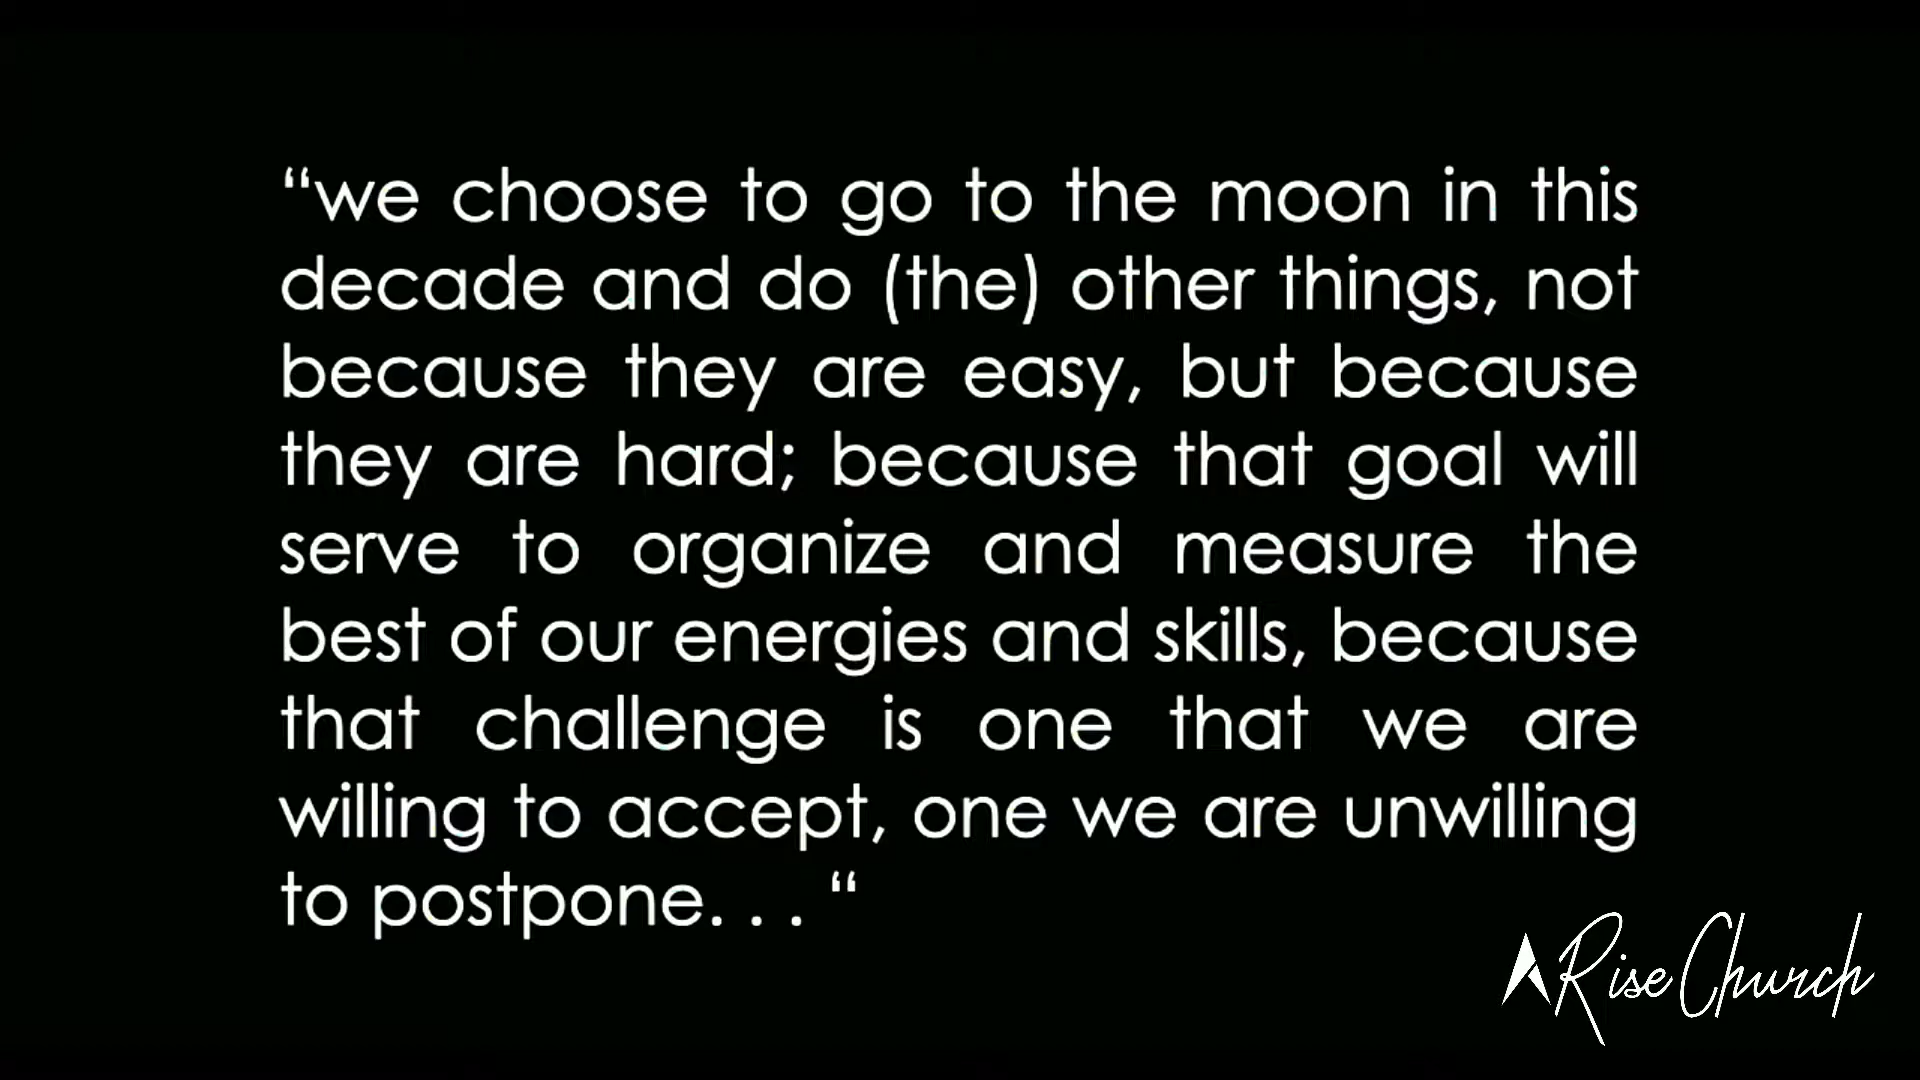 “we choose to go to the moon in this
decade and do (the) other things, not
because they are easy, but because
they are hard; because that goal will
serve to organize and measure the
best of our energies and skills, because
that challenge is one that we are
willing to accept, one we are unwilling
to postpone. . . “
ARise Church